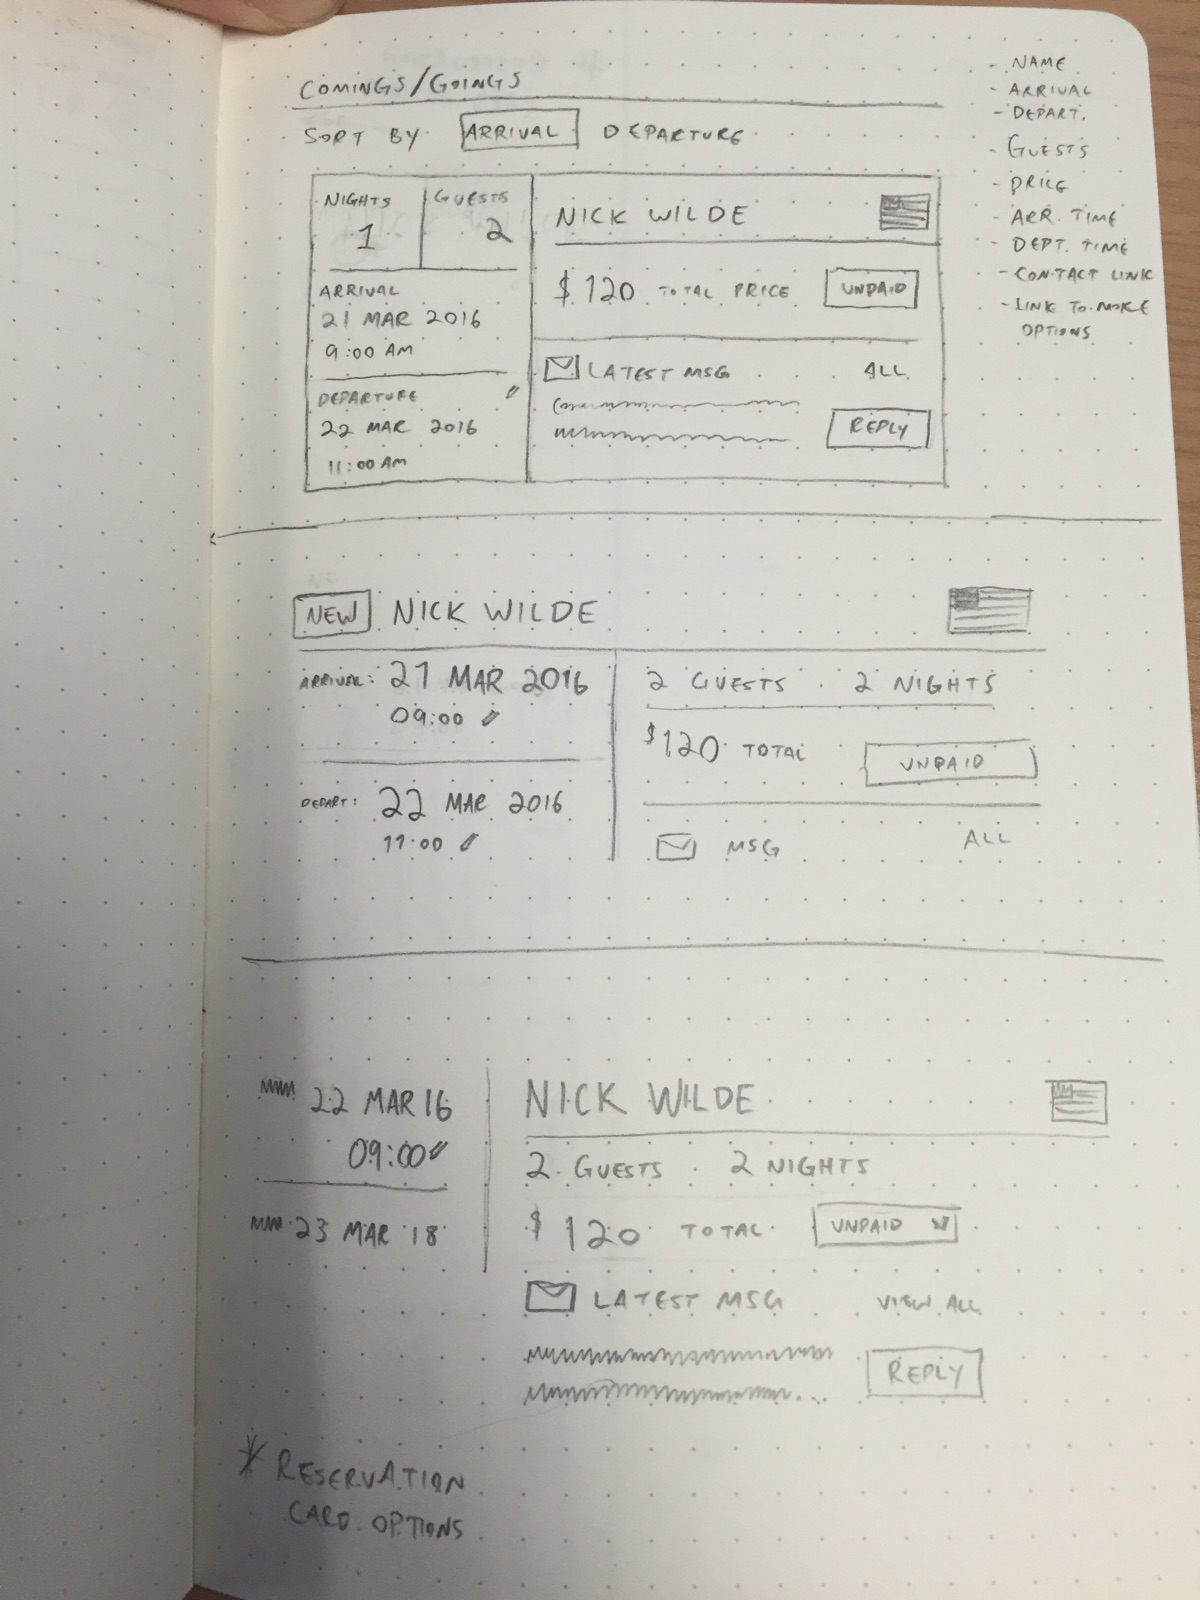 COMINGS/GOINGS
SORT BY ARRIVAL DEPARTURE
- NAME
- ARRIVAL
- DEPART.
- GUESTS
- PRICE
- ARR. TIME
- DEPT. TIME
- CONTACT LINK
- LINK TO MORE
OPTIONS
NIGHTS GUESTS
1 2
ARRIVAL
21 MAR 2016
9:00 AM
DEPARTURE
22 MAR 2016
11:00 AM
NICK WILDE
$120 TOTAL PRICE UNPAID
LATEST MSG ALL
REPLY
NEW NICK WILDE
ARRIVAL: 21 MAR 2016
09:00
DEPART: 22 MAR 2016
11:00
2 GUESTS · 2 NIGHTS
$120 TOTAL UNPAID
MSG ALL
22 MAR 16
09:00
23 MAR 18
NICK WILDE
2 GUESTS · 2 NIGHTS
$120 TOTAL UNPAID
LATEST MSG VIEW ALL
REPLY
* RESERVATION
CARD OPTIONS